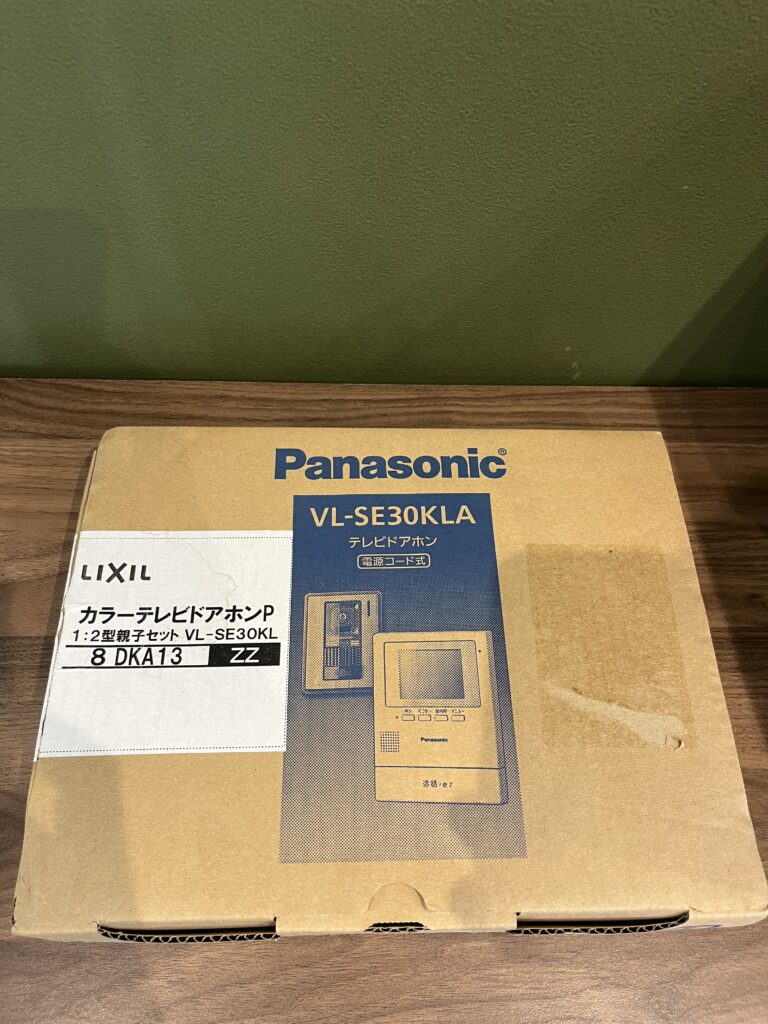 Panasonic®
VL-SE30KLA
テレビドアホン
電源コード式
LIXIL
カラーテレビドアホンP
1:2型親子セット VL-SE30KL
8 DKA13 ZZ
Panasonic